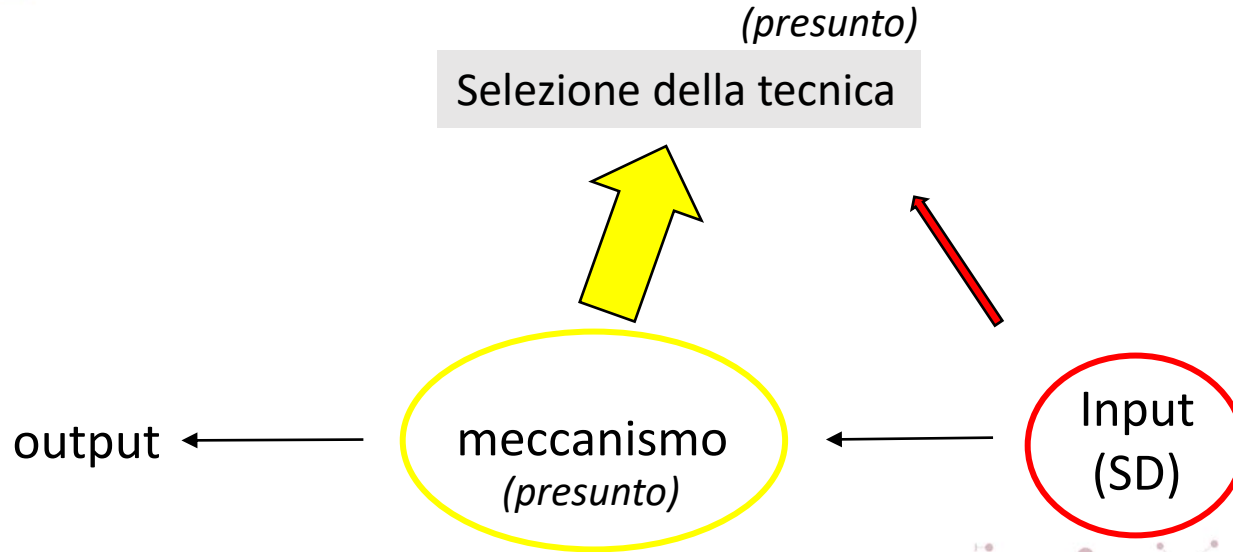 (presunto)
Selezione della tecnica
output
meccanismo
(presunto)
Input
(SD)